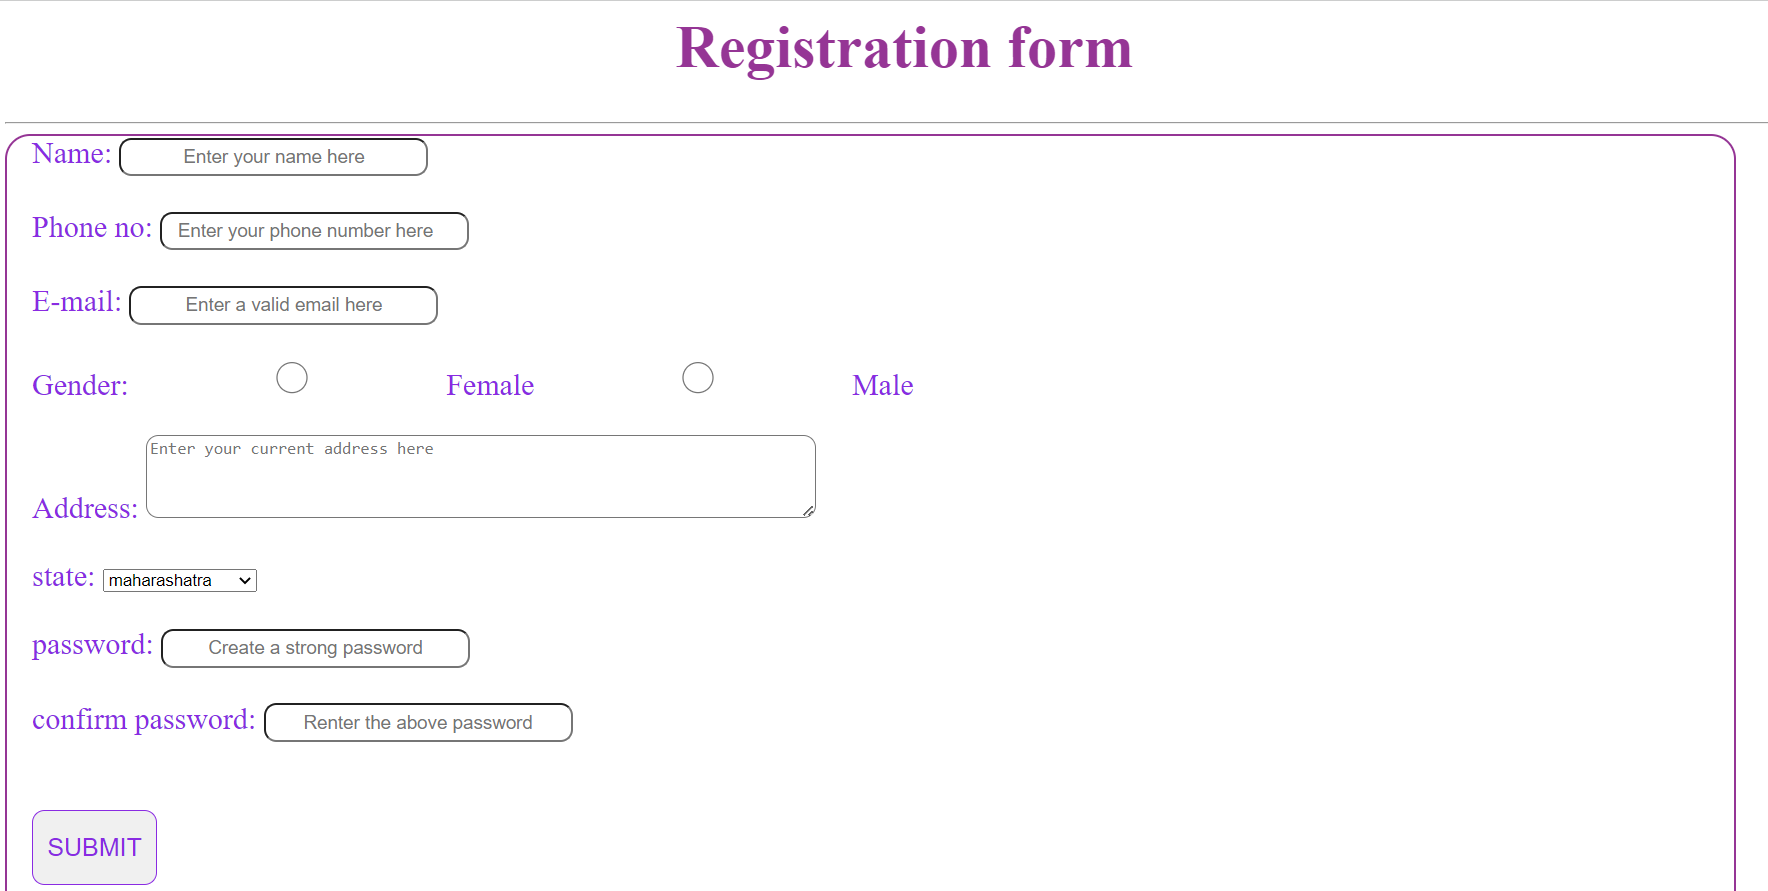 Registration form
Name: Enter your name here
Phone no: Enter your phone number here
E-mail: Enter a valid email here
Gender: Female Male
Enter your current address here
Address:
state: maharashatra
password: Create a strong password
confirm password: Renter the above password
SUBMIT